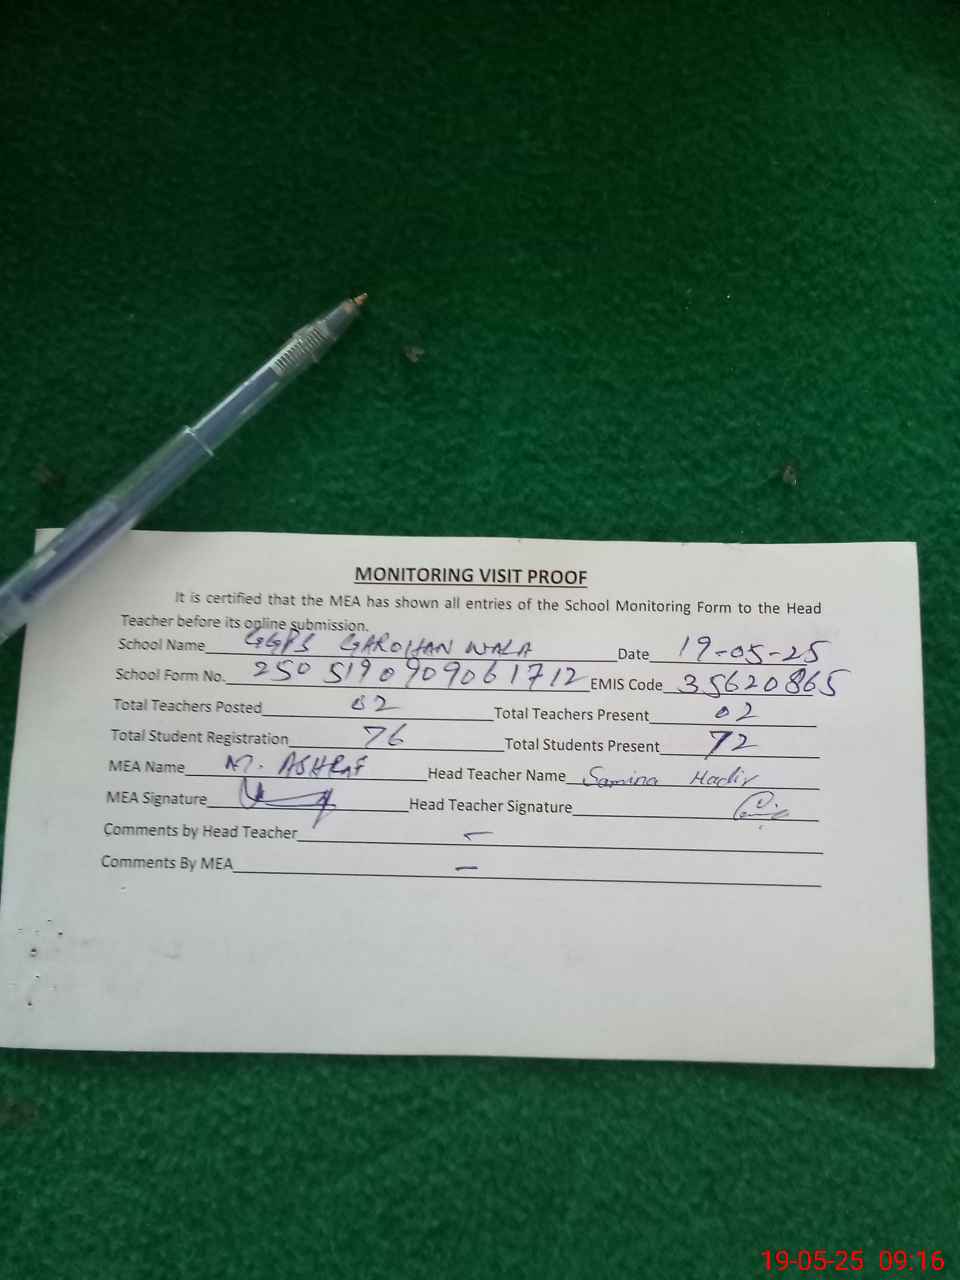 MONITORING VISIT PROOF
It is certified that the MEA has shown all entries of the School Monitoring Form to the Head
Teacher before its online submission.
School Name GGPS GAROHAN WALA Date 19-05-25
School Form No. 2505190909061712 EMIS Code 35620865
Total Teachers Posted 02 Total Teachers Present 02
Total Student Registration 76 Total Students Present 72
MEA Name M. ASHRAF Head Teacher Name Samina
MEA Signature Head Teacher Signature
Comments by Head Teacher -
Comments By MEA -
19-05-25 09:16